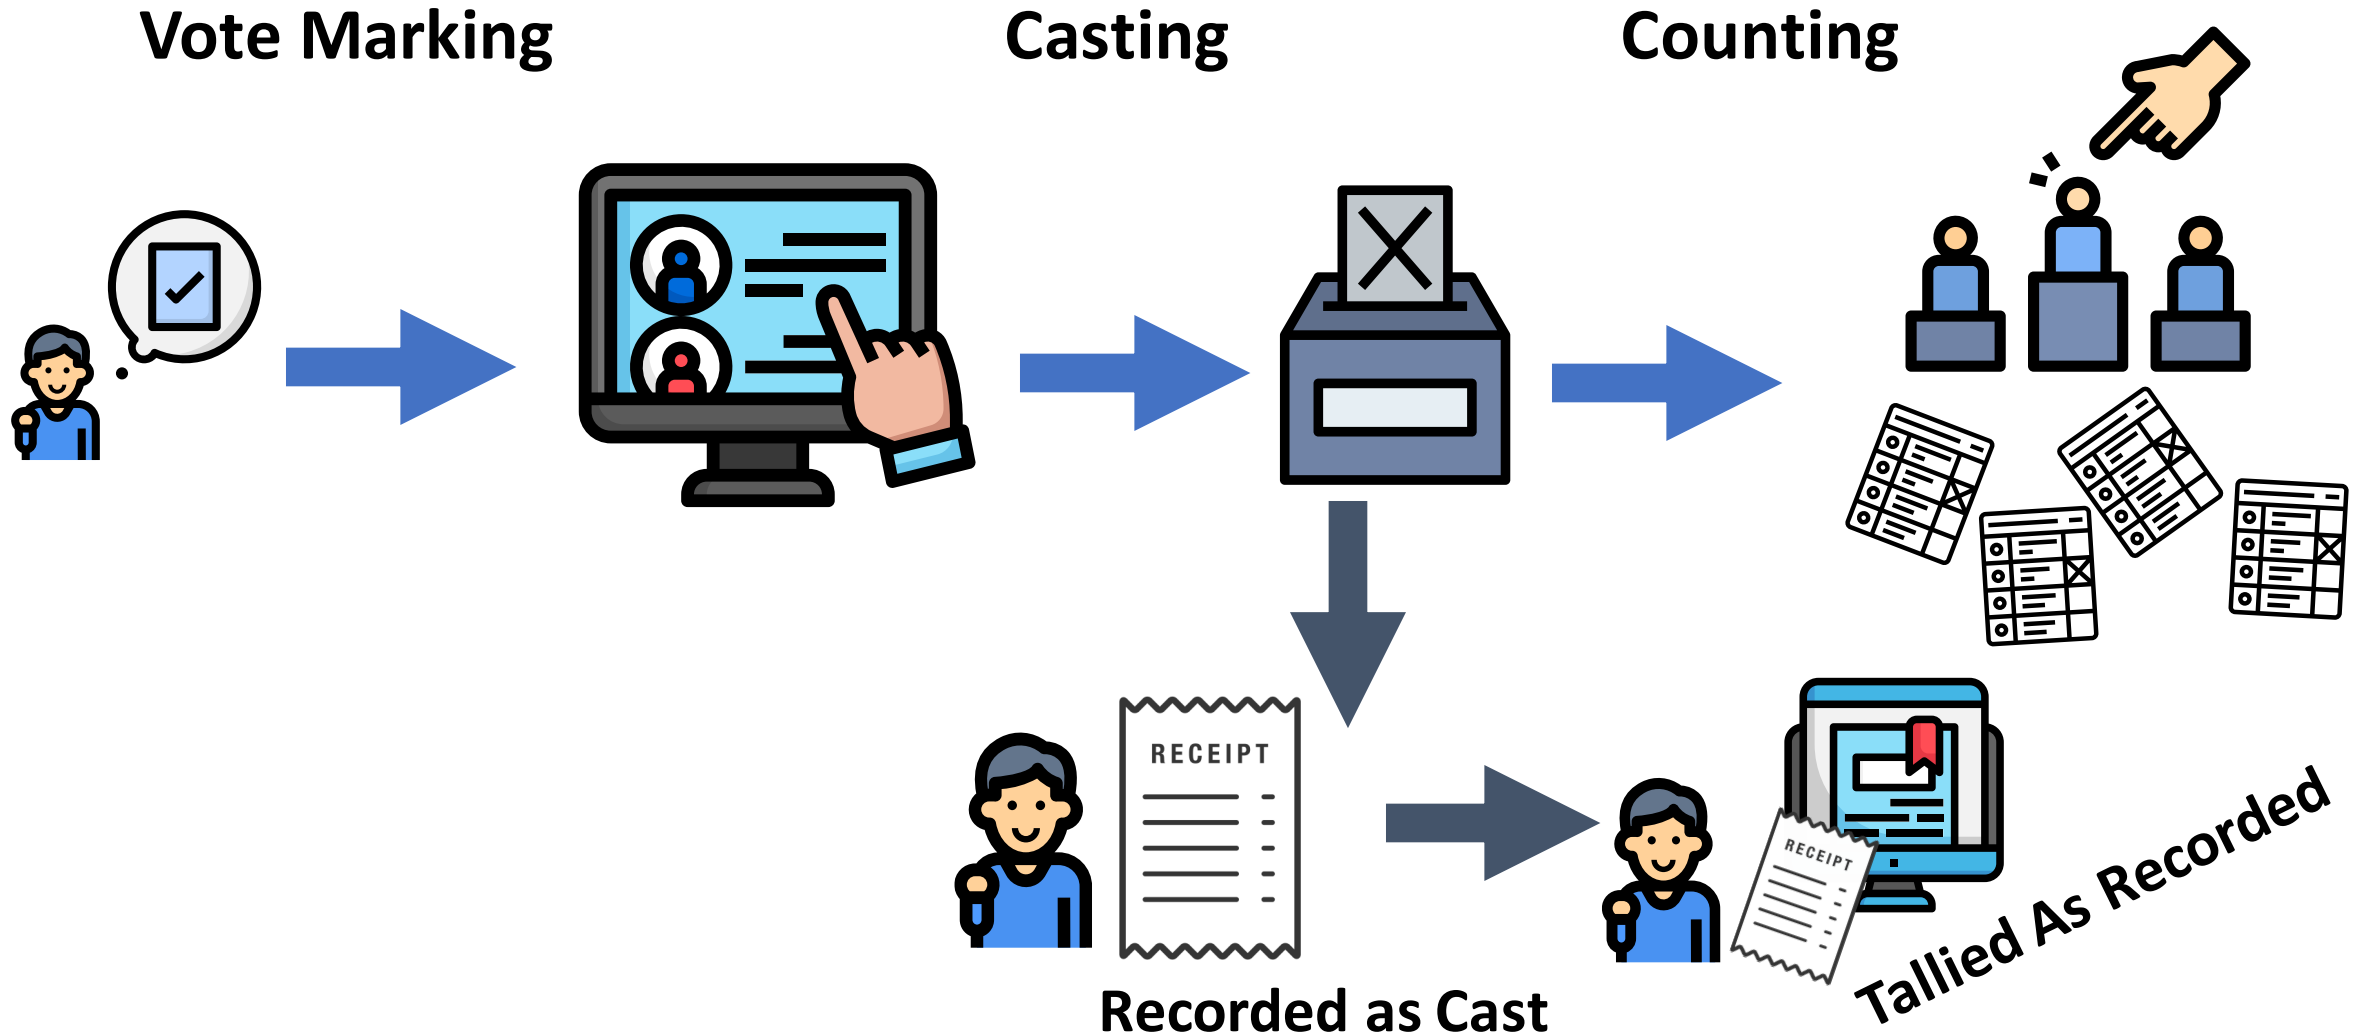 Vote Marking
Casting
Counting
RECEIPT
RECEIPT
Tallied As Recorded
Recorded as Cast